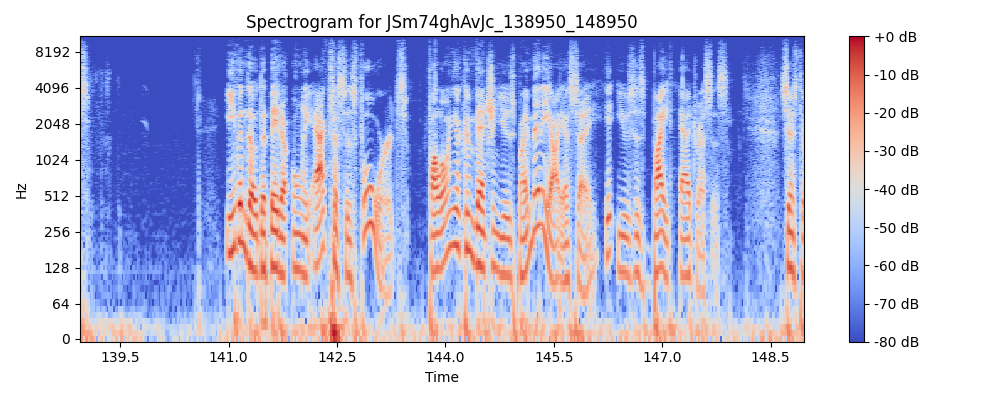 Spectrogram for JSm74ghAvJc_138950_148950
Hz
8192
4096
2048
1024
512
256
128
64
0
139.5 141.0 142.5 144.0 145.5 147.0 148.5
Time
+0 dB
-10 dB
-20 dB
-30 dB
-40 dB
-50 dB
-60 dB
-70 dB
-80 dB